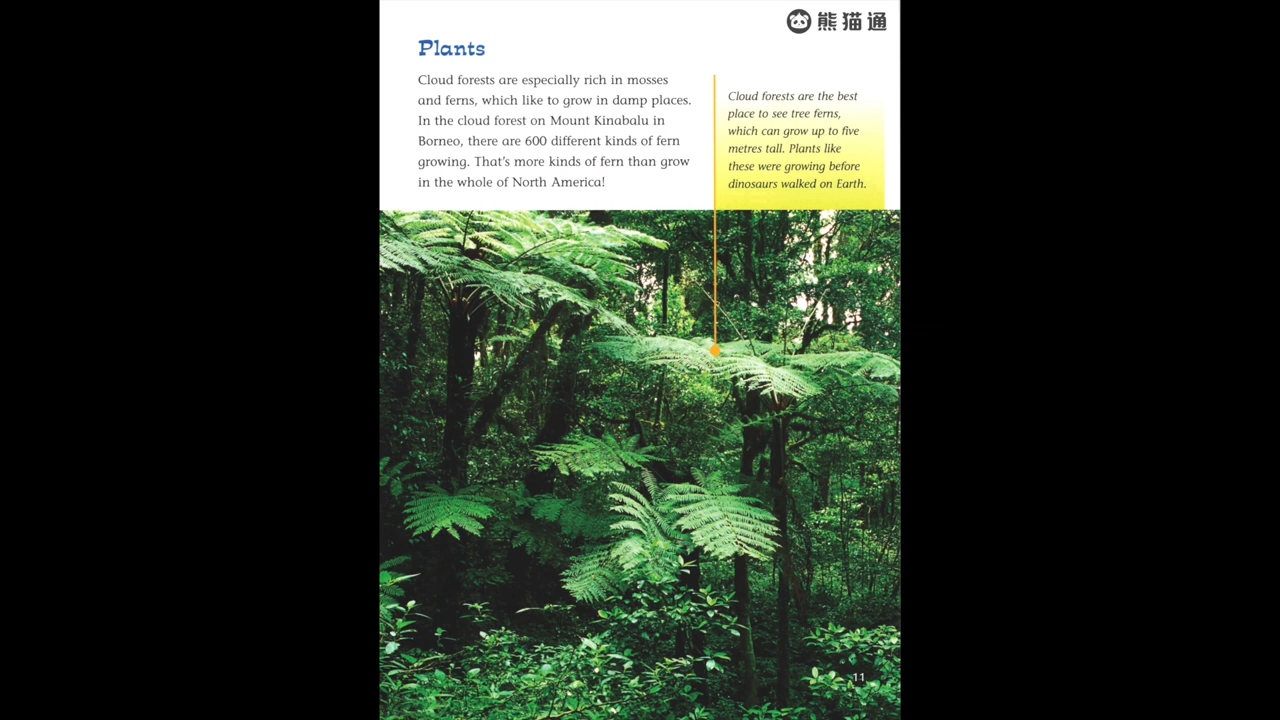 熊猫通
Plants
Cloud forests are especially rich in mosses
and ferns, which like to grow in damp places.
In the cloud forest on Mount Kinabalu in
Borneo, there are 600 different kinds of fern
growing. That's more kinds of fern than grow
in the whole of North America!
Cloud forests are the best
place to see tree ferns,
which can grow up to five
metres tall. Plants like
these were growing before
dinosaurs walked on Earth.
11